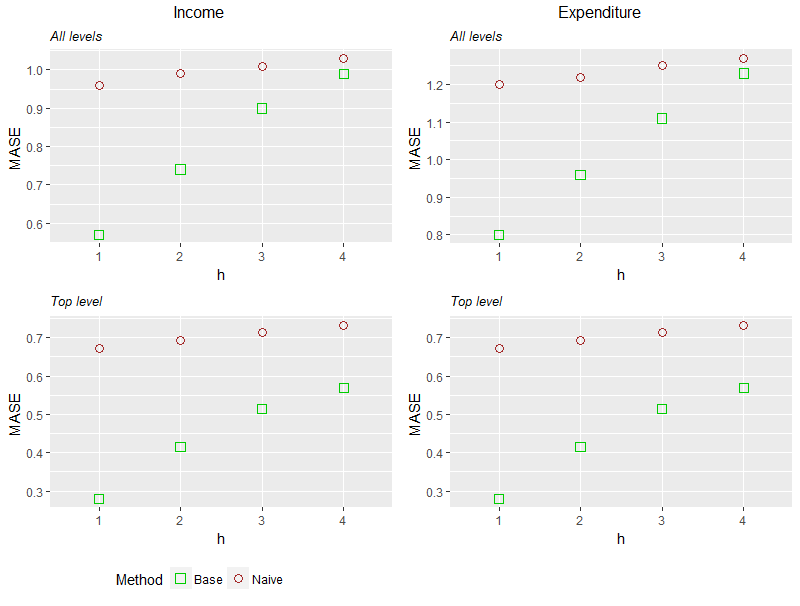 Income
Expenditure
All levels
All levels
1.0
0.9
0.8
0.7
0.6
MASE
1 2 3 4
h
1.2
1.1
1.0
0.9
0.8
MASE
1 2 3 4
h
Top level
Top level
0.7
0.6
0.5
0.4
0.3
MASE
1 2 3 4
h
0.7
0.6
0.5
0.4
0.3
MASE
1 2 3 4
h
Method Base Naive